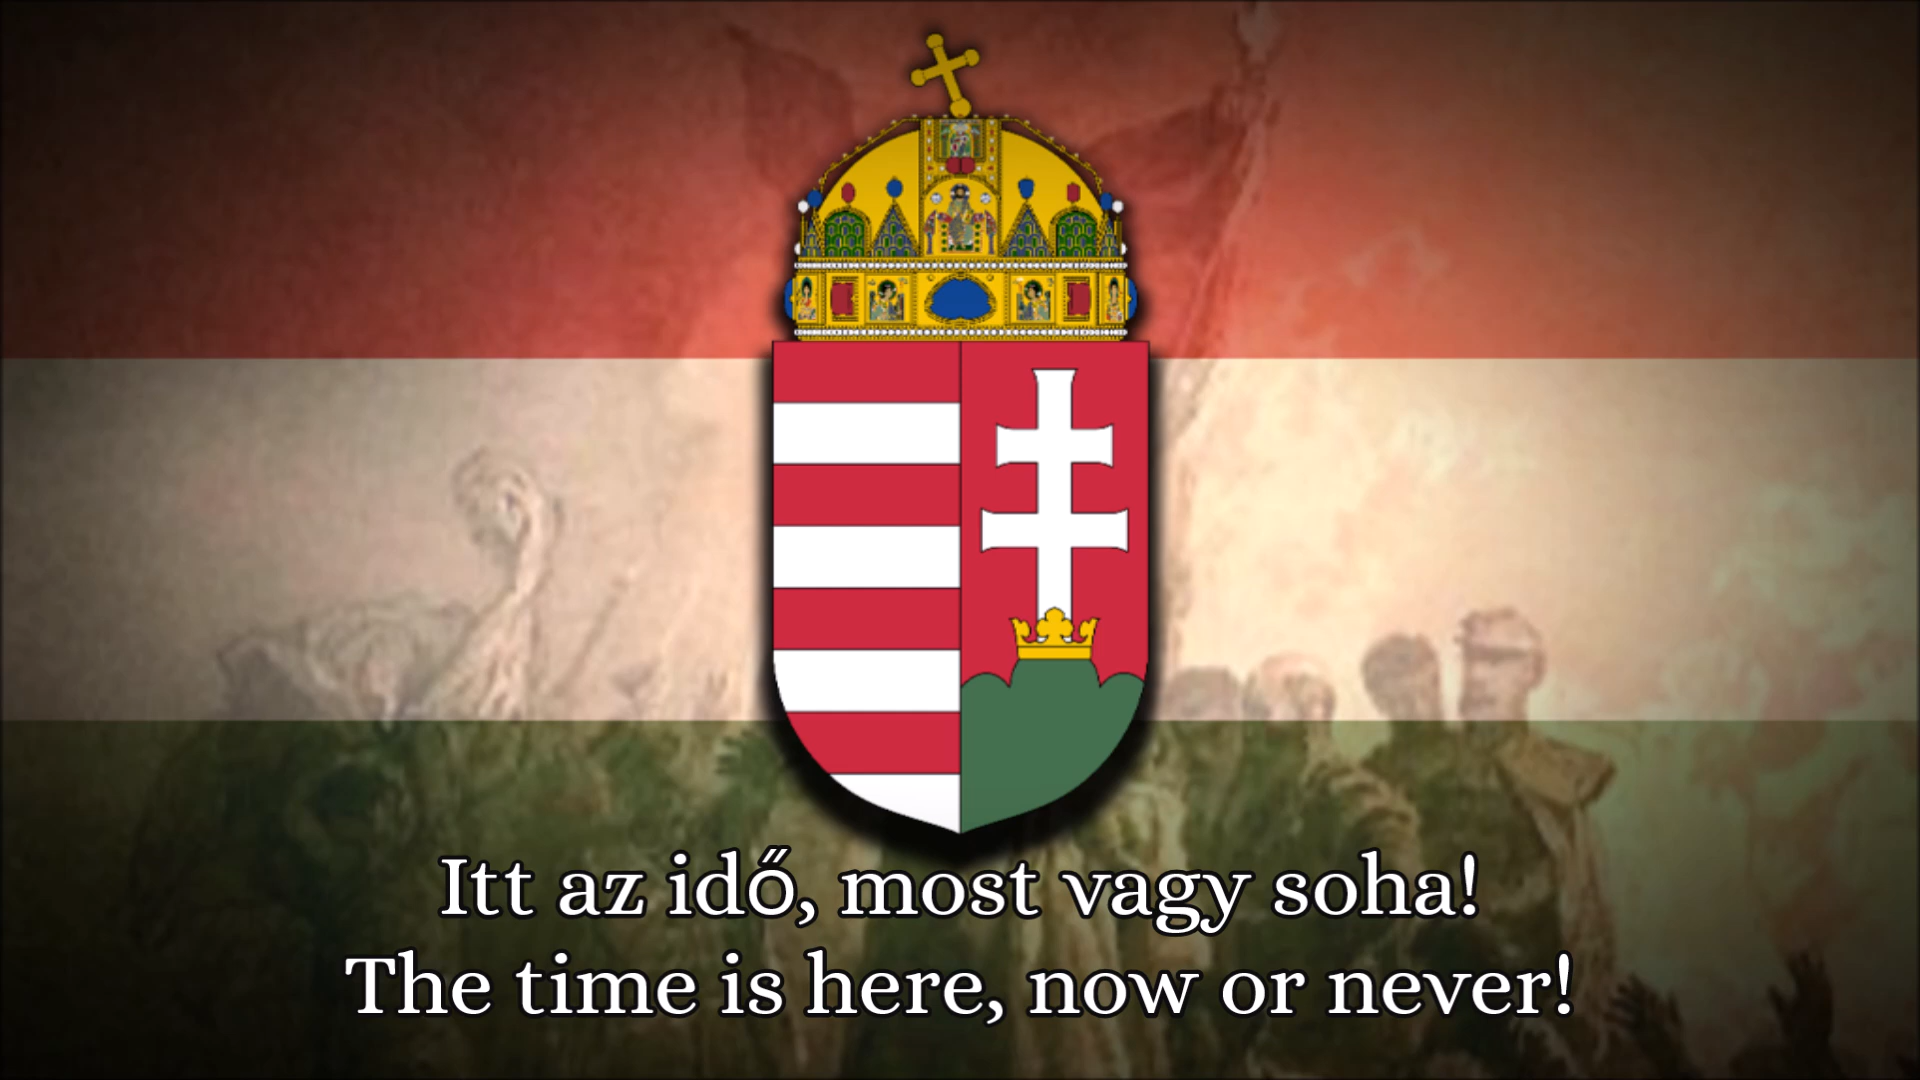 Itt az idő, most vagy soha!
The time is here, now or never!